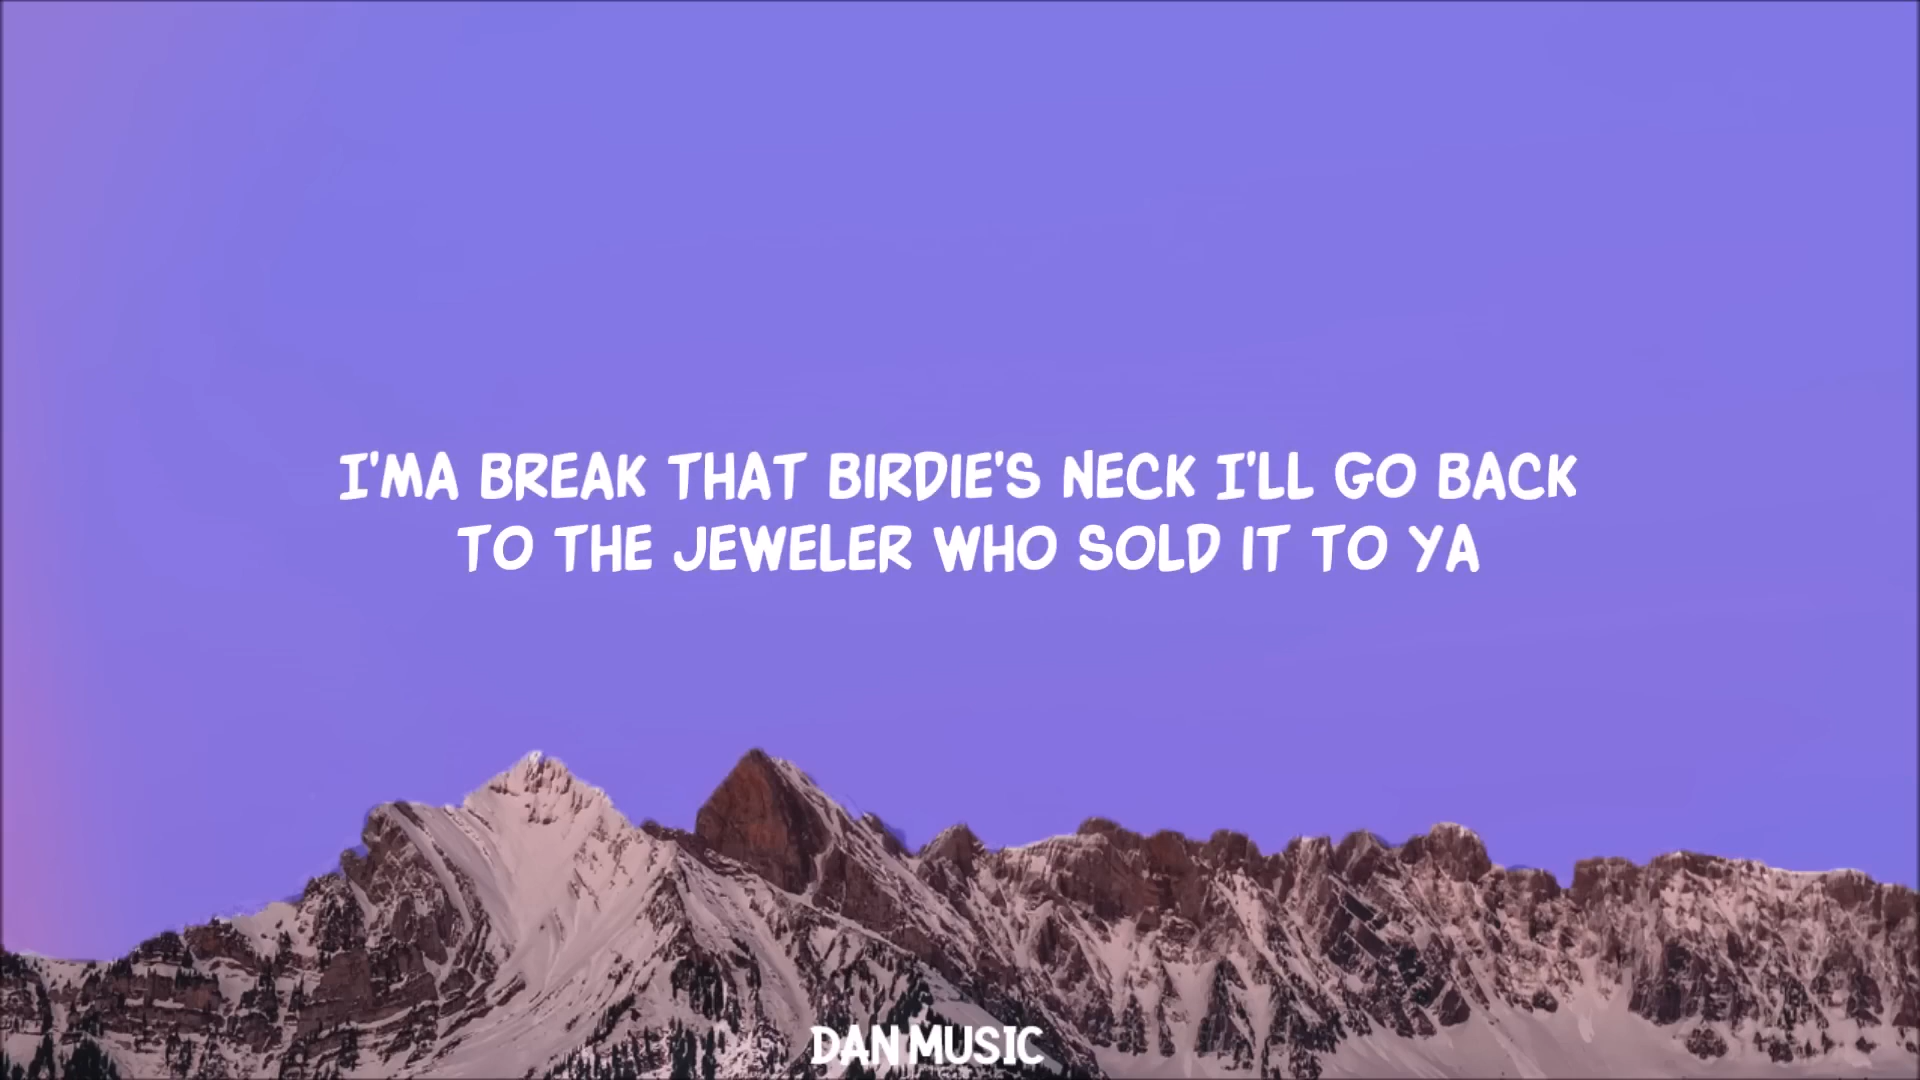 I'MA BREAK THAT BIRDIE'S NECK I'LL GO BACK
TO THE JEWELER WHO SOLD IT TO YA
DAN MUSIC